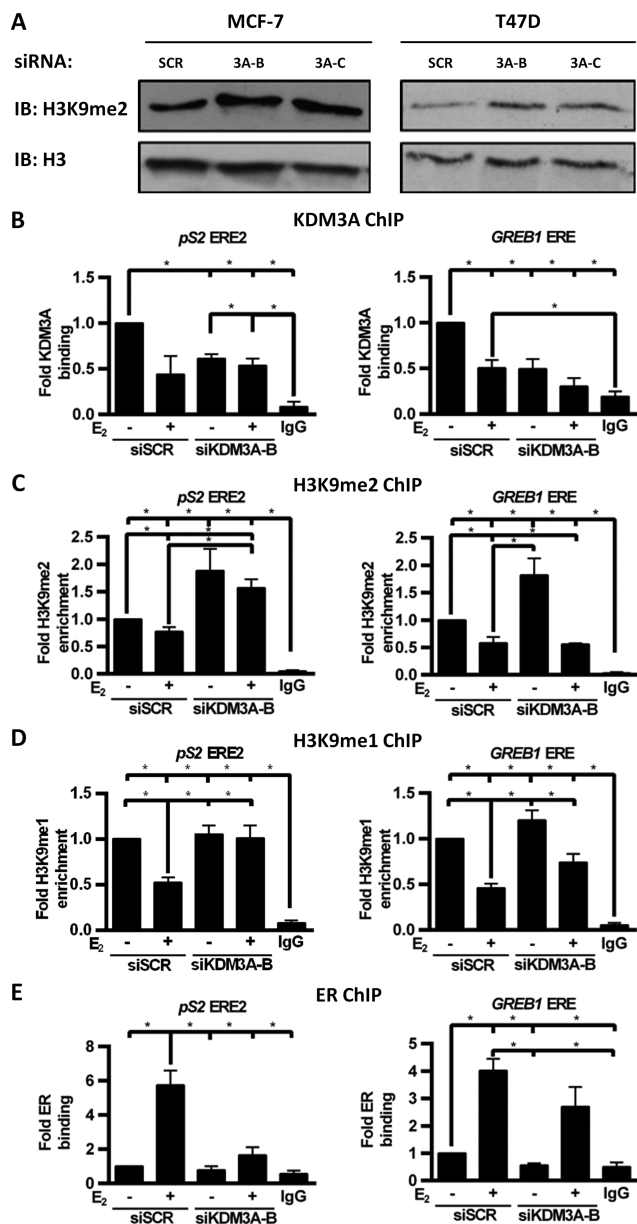 A
MCF-7 T47D
siRNA: SCR 3A-B 3A-C SCR 3A-B 3A-C
IB: H3K9me2
IB: H3
B KDM3A ChIP
pS2 ERE2 GREB1 ERE
* * * * * * *
* * *
Fold KDM3A binding
1.5
1.0
0.5
0.0
Fold KDM3A binding
1.5
1.0
0.5
0.0
E2 - + - + IgG - + - + IgG
siSCR siKDM3A-B siSCR siKDM3A-B
C H3K9me2 ChIP
pS2 ERE2 GREB1 ERE
* * * * * * * *
* * * *
* *
Fold H3K9me2 enrichment
2.5
2.0
1.5
1.0
0.5
0.0
Fold H3K9me2 enrichment
2.5
2.0
1.5
1.0
0.5
0.0
E2 - + - + IgG - + - + IgG
siSCR siKDM3A-B siSCR siKDM3A-B
D H3K9me1 ChIP
pS2 ERE2 GREB1 ERE
* * * * * * * *
* * * * * *
Fold H3K9me1 enrichment
1.5
1.0
0.5
0.0
Fold H3K9me1 enrichment
1.5
1.0
0.5
0.0
E2 - + - + IgG - + - + IgG
siSCR siKDM3A-B siSCR siKDM3A-B
E ER ChIP
pS2 ERE2 GREB1 ERE
* * * * * * *
* *
Fold ER binding
8
6
4
2
0
Fold ER binding
5
4
3
2
1
0
E2 - + - + IgG - + - + IgG
siSCR siKDM3A-B siSCR siKDM3A-B